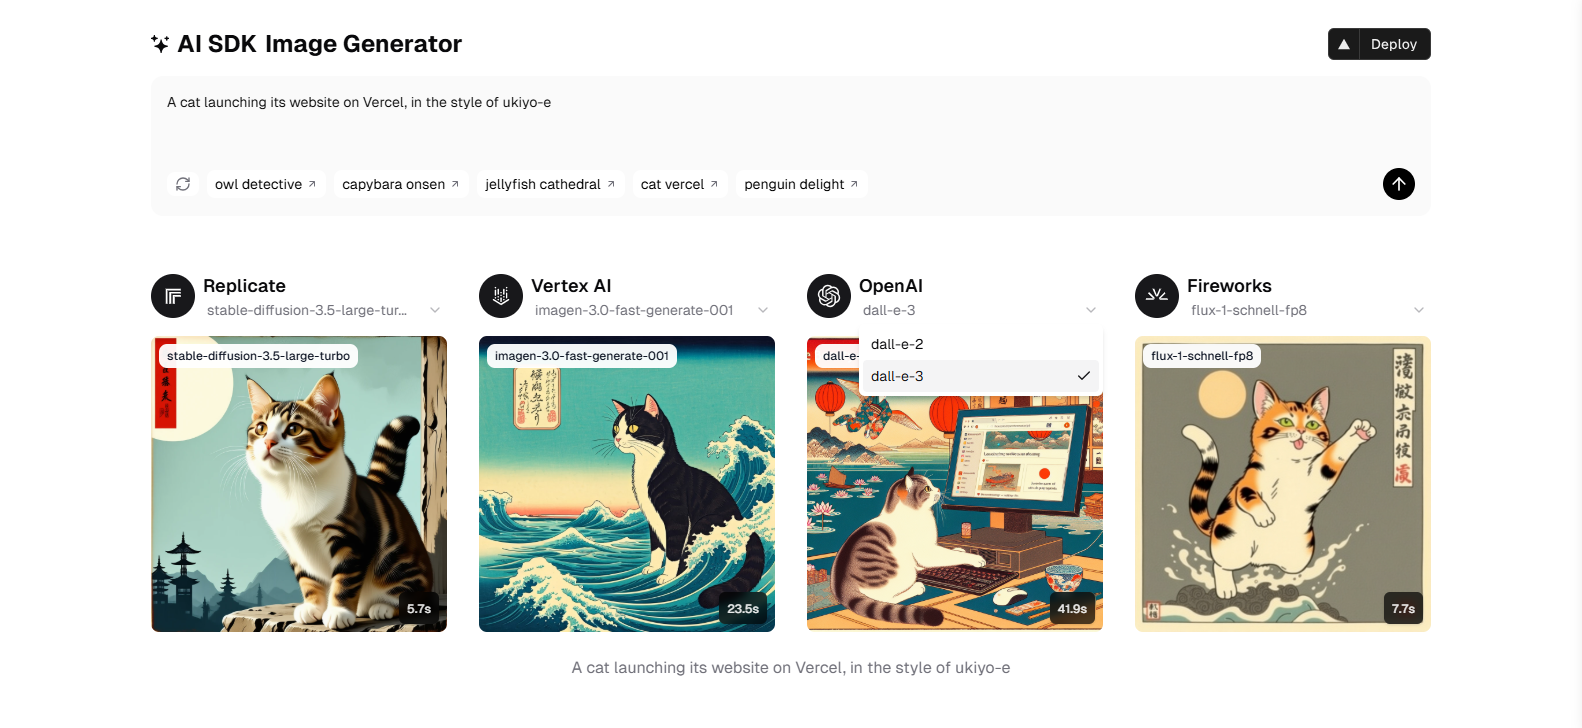 AI SDK Image Generator
Deploy
A cat launching its website on Vercel, in the style of ukiyo-e
owl detective
capybara onsen
jellyfish cathedral
cat vercel
penguin delight
Replicate
stable-diffusion-3.5-large-tur...
Vertex AI
imagen-3.0-fast-generate-001
OpenAI
dall-e-3
Fireworks
flux-1-schnell-fp8
stable-diffusion-3.5-large-turbo
imagen-3.0-fast-generate-001
dall-e-
dall-e-2
dall-e-3
flux-1-schnell-fp8
5.7s
23.5s
41.9s
7.7s
A cat launching its website on Vercel, in the style of ukiyo-e